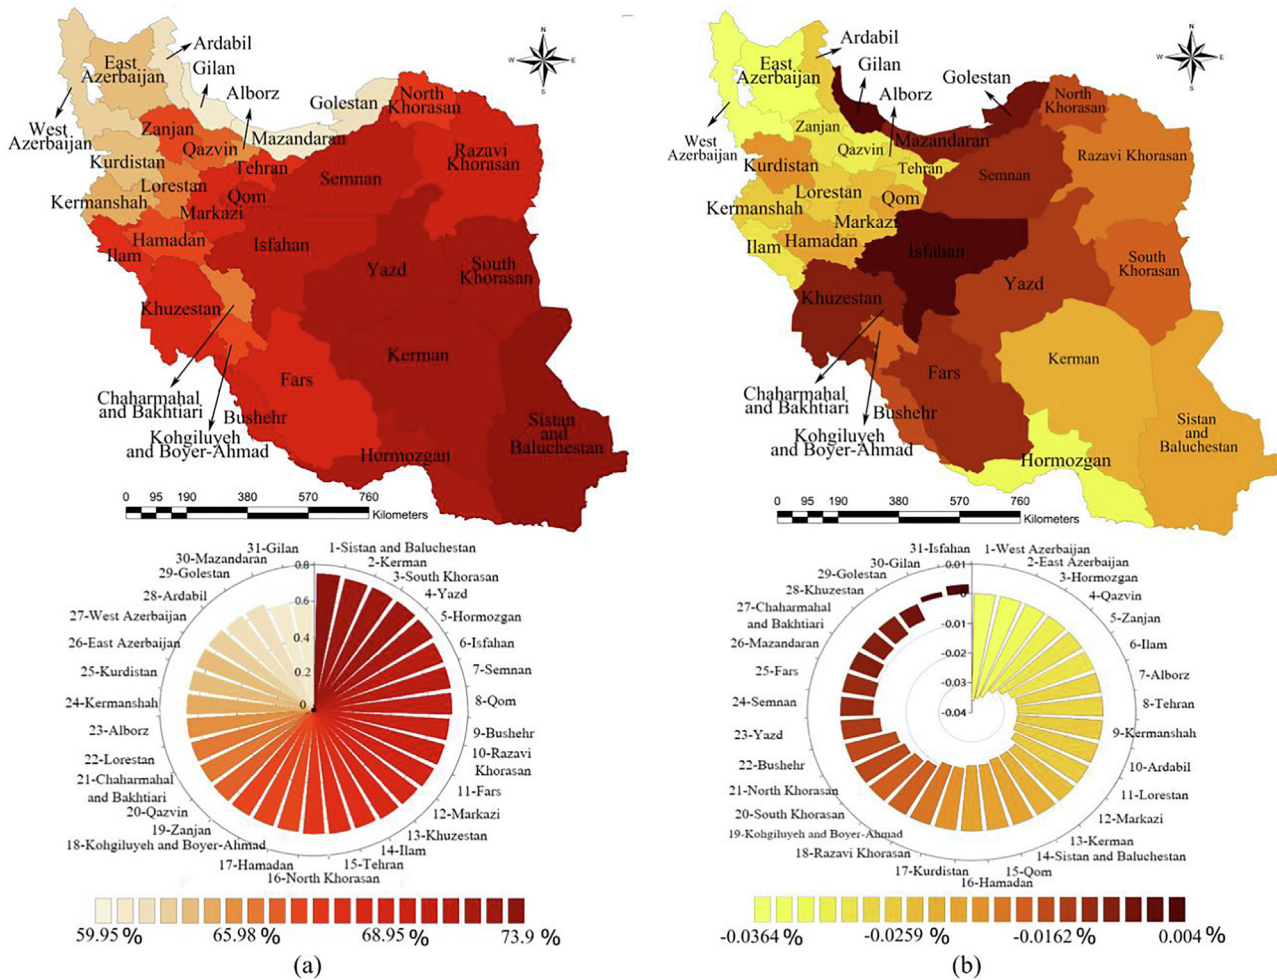 N
W
E
S
Ardabil
East
Azerbaijan
Gilan
Alborz
Golestan
North
Khorasan
West
Azerbaijan
Zanjan
Mazandaran
Qazvin
Kurdistan
Tehran
Razavi
Khorasan
Semnan
Lorestan
Kermanshah
Qom
Markazi
Hamadan
Isfahan
Ilam
Yazd
South
Khorasan
Khuzestan
Kerman
Fars
Chaharmahal
and Bakhtiari
Bushehr
Kohgiluyeh
and Boyer-Ahmad
Hormozgan
Sistan
and
Baluchestan
0 95 190 380 570 760
Kilometers
31-Gilan
1-Sistan and Baluchestan
30-Mazandaran
2-Kerman
29-Golestan
3-South Khorasan
28-Ardabil
4-Yazd
27-West Azerbaijan
5-Hormozgan
26-East Azerbaijan
6-Isfahan
25-Kurdistan
7-Semnan
24-Kermanshah
8-Qom
23-Alborz
9-Bushehr
22-Lorestan
10-Razavi
Khorasan
21-Chaharmahal
and Bakhtiari
11-Fars
20-Qazvin
12-Markazi
19-Zanjan
13-Khuzestan
18-Kohgiluyeh and Boyer-Ahmad
14-Ilam
17-Hamadan
15-Tehran
16-North Khorasan
0.8
0.6
0.4
0.2
0
59.95 %
65.98 %
68.95 %
73.9 %
(a)
N
W
E
S
Ardabil
East
Azerbaijan
Gilan
Golestan
Alborz
North
Khorasan
West
Azerbaijan
Zanjan
Qazvin
Mazandaran
Razavi Khorasan
Kurdistan
Tehran
Semnan
Lorestan
Kermanshah
Qom
Markazi
Ilam
Hamadan
Isfahan
South
Khorasan
Yazd
Khuzestan
Kerman
Fars
Chaharmahal
and Bakhtiari
Bushehr
Kohgiluyeh
and Boyer-Ahmad
Sistan
and
Baluchestan
Hormozgan
0 95 190 380 570 760
Kilometers
31-Isfahan
1-West Azerbaijan
30-Gilan
2-East Azerbaijan
29-Golestan
3-Hormozgan
28-Khuzestan
4-Qazvin
27-Chaharmahal
and Bakhtiari
5-Zanjan
26-Mazandaran
6-Ilam
25-Fars
7-Alborz
24-Semnan
8-Tehran
23-Yazd
9-Kermanshah
22-Bushehr
10-Ardabil
21-North Khorasan
11-Lorestan
20-South Khorasan
12-Markazi
19-Kohgiluyeh and Boyer-Ahmad
13-Kerman
18-Razavi Khorasan
14-Sistan and Baluchestan
17-Kurdistan
15-Qom
16-Hamadan
0.01
0
-0.01
-0.02
-0.03
-0.04
-0.0364 %
-0.0259 %
-0.0162 %
0.004 %
(b)